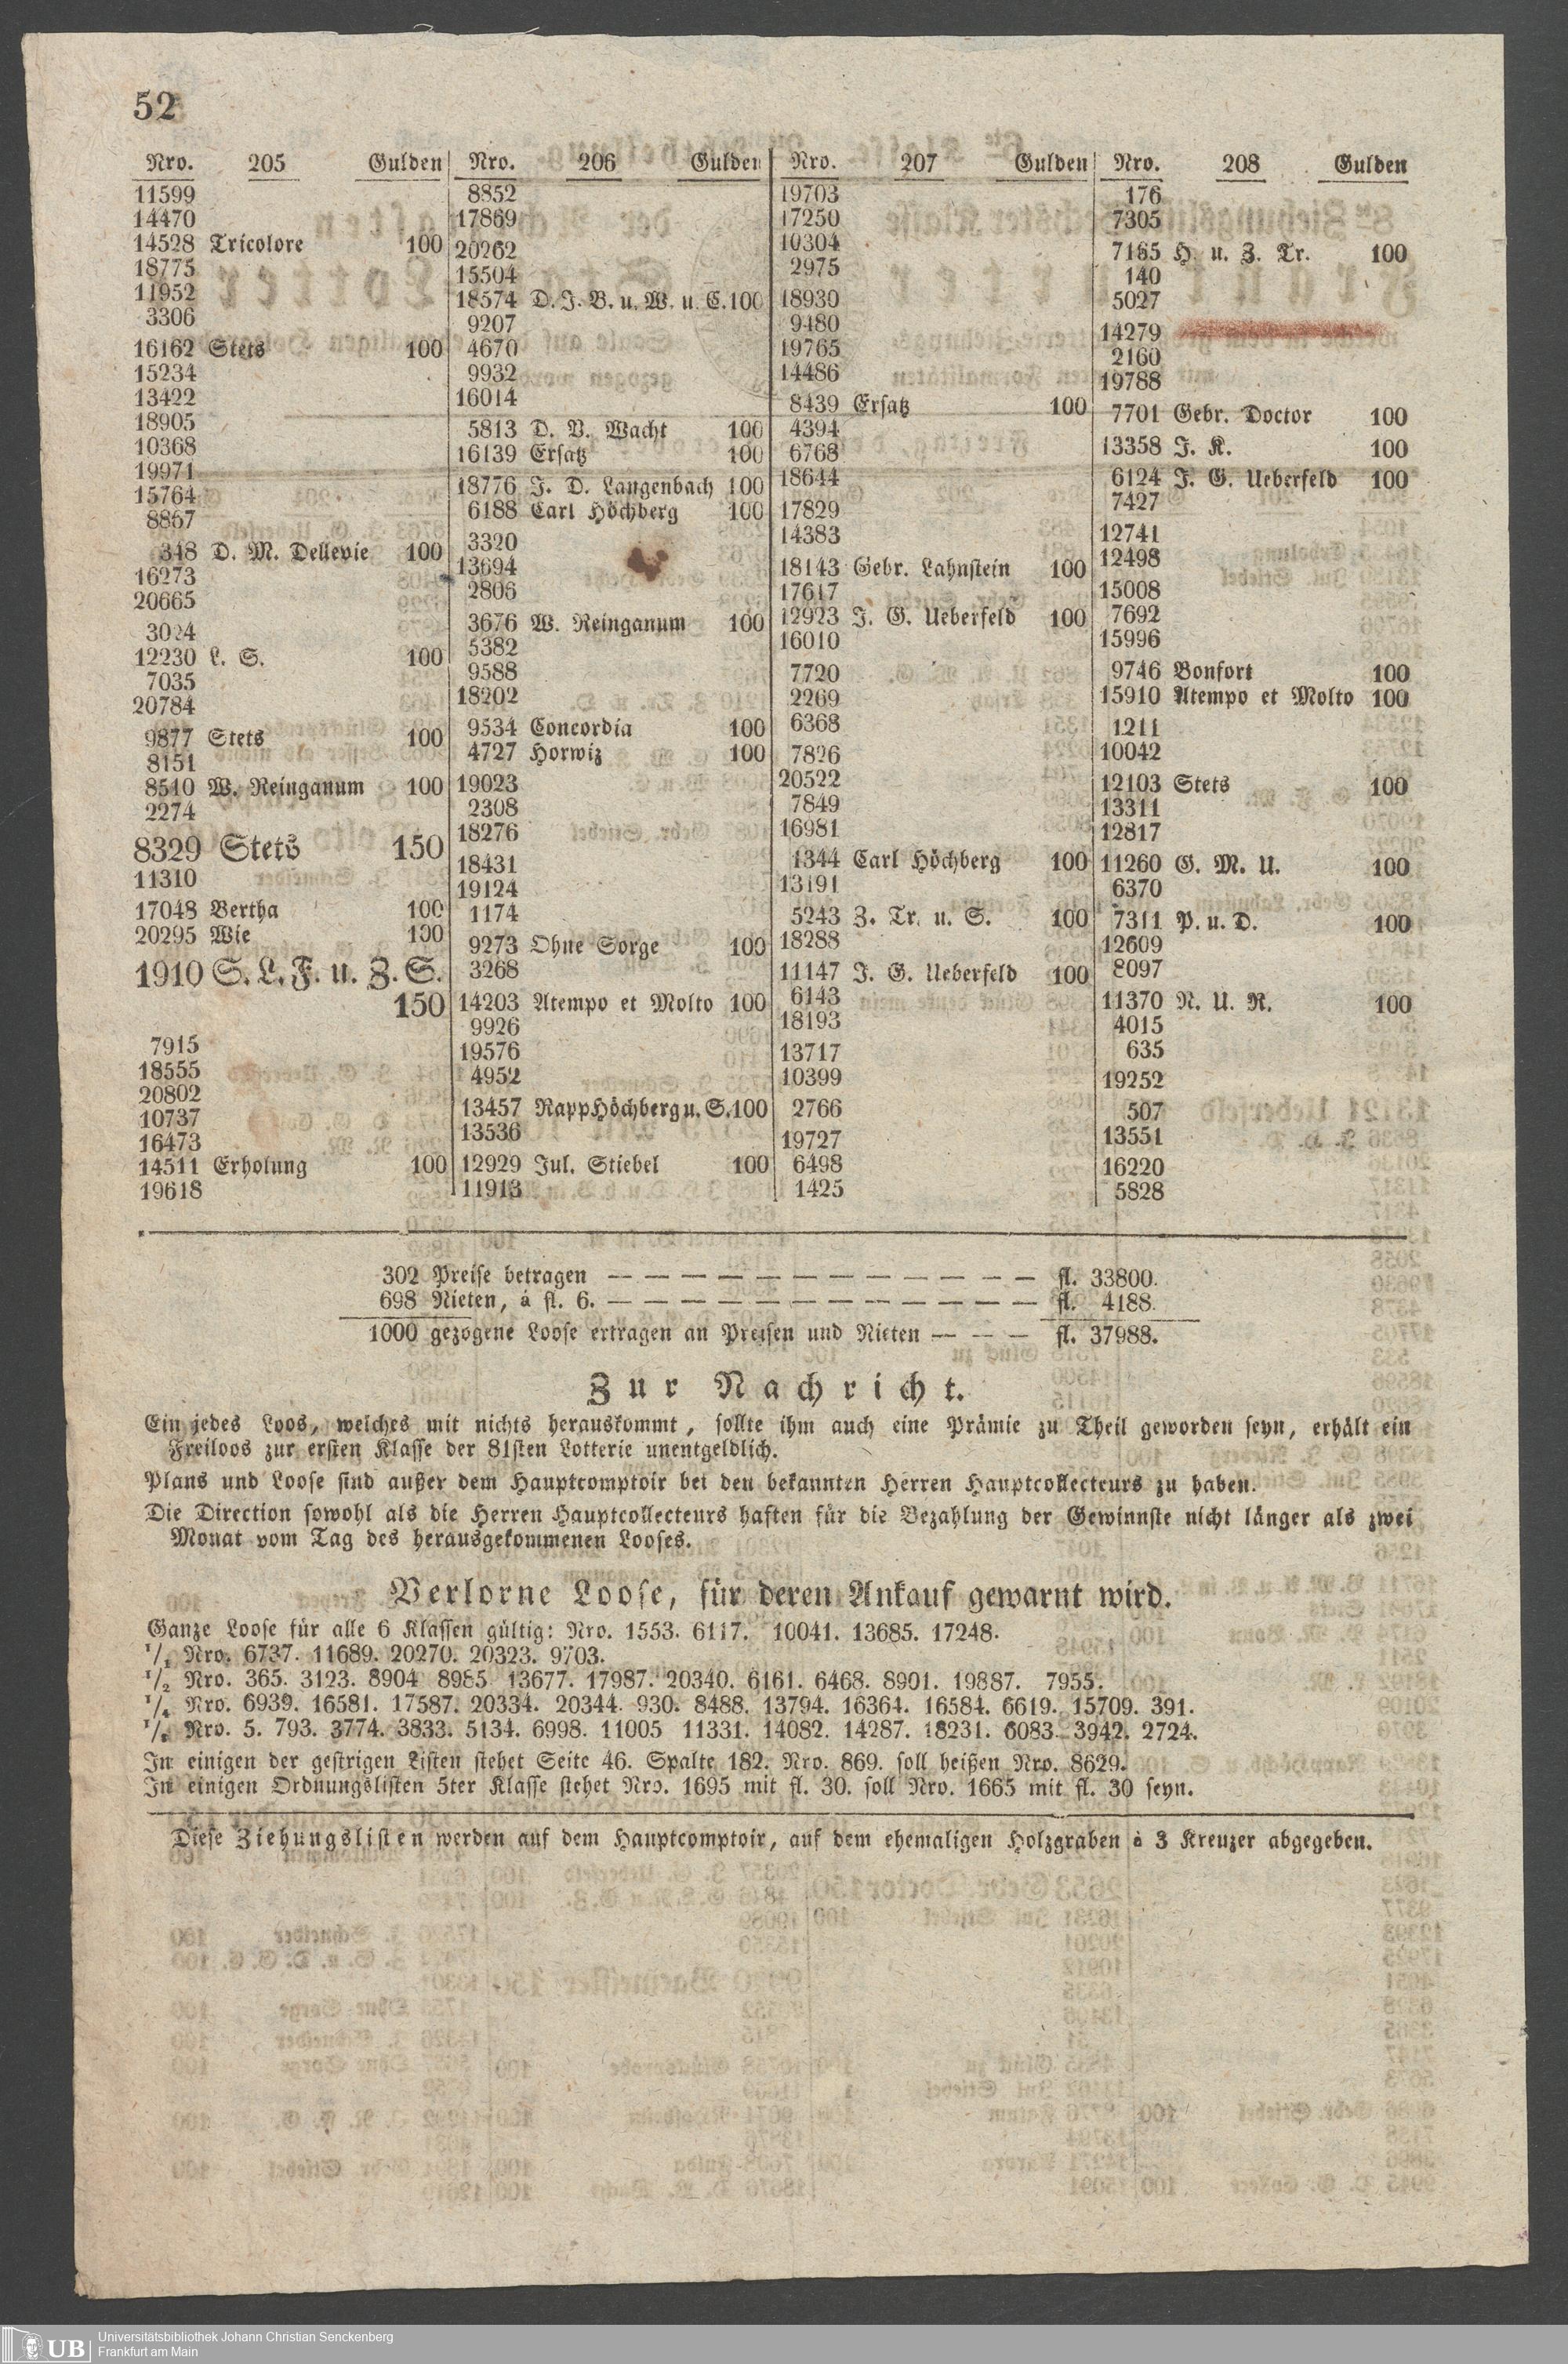 52
Nro. 205 Gulden
11599
14470
14528 Tricolore 100
18775
11952
3306
16162 Stets 100
15234
13422
18905
10368
19971
15764
8867
348 D. M. Dellevie 100
16273
20665
3024
12230 L. S. 100
7035
20784
9877 Stets 100
8151
8510 W. Reinganum 100
2274
8329 Stets 150
11310
17048 Bertha 100
20295 Wie 100
1910 S. L. F. u. Z. S.
150
7915
18555
20802
10737
16473
14511 Erholung 100
19618
Nro. 206 Gulden
8852
17869
20262
15504
18574 D. J. B. u. W. u. C. 100
9207
4670
9932
16014
5813 D. V. Wacht 100
16139 Ersatz 100
18776 J. D. Langenbach 100
6188 Carl Höchberg 100
3320
13694
2806
3676 W. Reinganum 100
5382
9588
18202
9534 Concordia 100
4727 Horwiz 100
19023
2308
18276
18431
19124
1174
9273 Ohne Sorge 100
3268
14203 Atempo et Molto 100
9926
19576
4952
13457 Rapp Höchberg u. S. 100
13536
12929 Jul. Stiebel 100
11913
Nro. 207 Gulden
19703
17250
10304
2975
18930
9480
19765
14486
8439 Ersatz 100
4394
6768
18644
17829
14383
18143 Gebr. Lahnstein 100
17617
12923 J. G. Ueberfeld 100
16010
7720
2269
6368
7826
20522
7849
16981
1344 Carl Höchberg 100
13191
5243 Z. Tr. u. S. 100
18288
11147 J. G. Ueberfeld 100
6143
18193
13717
10399
2766
19727
6498
1425
Nro. 208 Gulden
176
7305
7185 H. u. Z. Tr. 100
140
5027
14279
2160
19788
7701 Gebr. Doctor 100
13358 J. K. 100
6124 J. G. Ueberfeld 100
7427
12741
12498
15008
7692
15996
9746 Bonfort 100
15910 Atempo et Molto 100
1211
10042
12103 Stets 100
13311
12817
11260 G. M. U. 100
6370
7311 P. u. D. 100
12609
8097
11370 N. U. R. 100
4015
635
19252
507
13551
16220
5828
302 Preise betragen — — — — — — — — — — — — fl. 33800.
698 Nieten, á fl. 6. — — — — — — — — — — — — fl. 4188.
1000 gezogene Loose ertragen an Preisen und Nieten — — — fl. 37988.
Zur Nachricht.
Ein jedes Loos, welches mit nichts herauskommt, sollte ihm auch eine Prämie zu Theil geworden seyn, erhält ein
Freiloos zur ersten Klasse der 81sten Lotterie unentgeldlich.
Plans und Loose sind außer dem Hauptcomptoir bei den bekannten Herren Hauptcollecteurs zu haben.
Die Direction sowohl als die Herren Hauptcollecteurs haften für die Bezahlung der Gewinnste nicht länger als zwei
Monat vom Tag des herausgekommenen Looses.
Verlorne Loose, für deren Ankauf gewarnt wird.
Ganze Loose für alle 6 Klassen gültig: Nro. 1553. 6117. 10041. 13685. 17248.
1/1 Nro. 6737. 11689. 20270. 20323. 9703.
1/2 Nro. 365. 3123. 8904 8985 13677. 17987. 20340. 6161. 6468. 8901. 19887. 7955.
1/4 Nro. 6939. 16581. 17587. 20334. 20344. 930. 8488. 13794. 16364. 16584. 6619. 15709. 391.
1/8 Nro. 5. 793. 3774. 3833. 5134. 6998. 11005 11331. 14082. 14287. 18231. 6083. 3942. 2724.
In einigen der gestrigen Listen stehet Seite 46. Spalte 182. Nro. 869. soll heißen Nro. 8629.
In einigen Ordnungslisten 5ter Klasse stehet Nro. 1695 mit fl. 30. soll Nro. 1665 mit fl. 30 seyn.
Diese Ziehungslisten werden auf dem Hauptcomptoir, auf dem ehemaligen Holzgraben à 3 Kreuzer abgegeben.
UB
Universitätsbibliothek Johann Christian Senckenberg
Frankfurt am Main